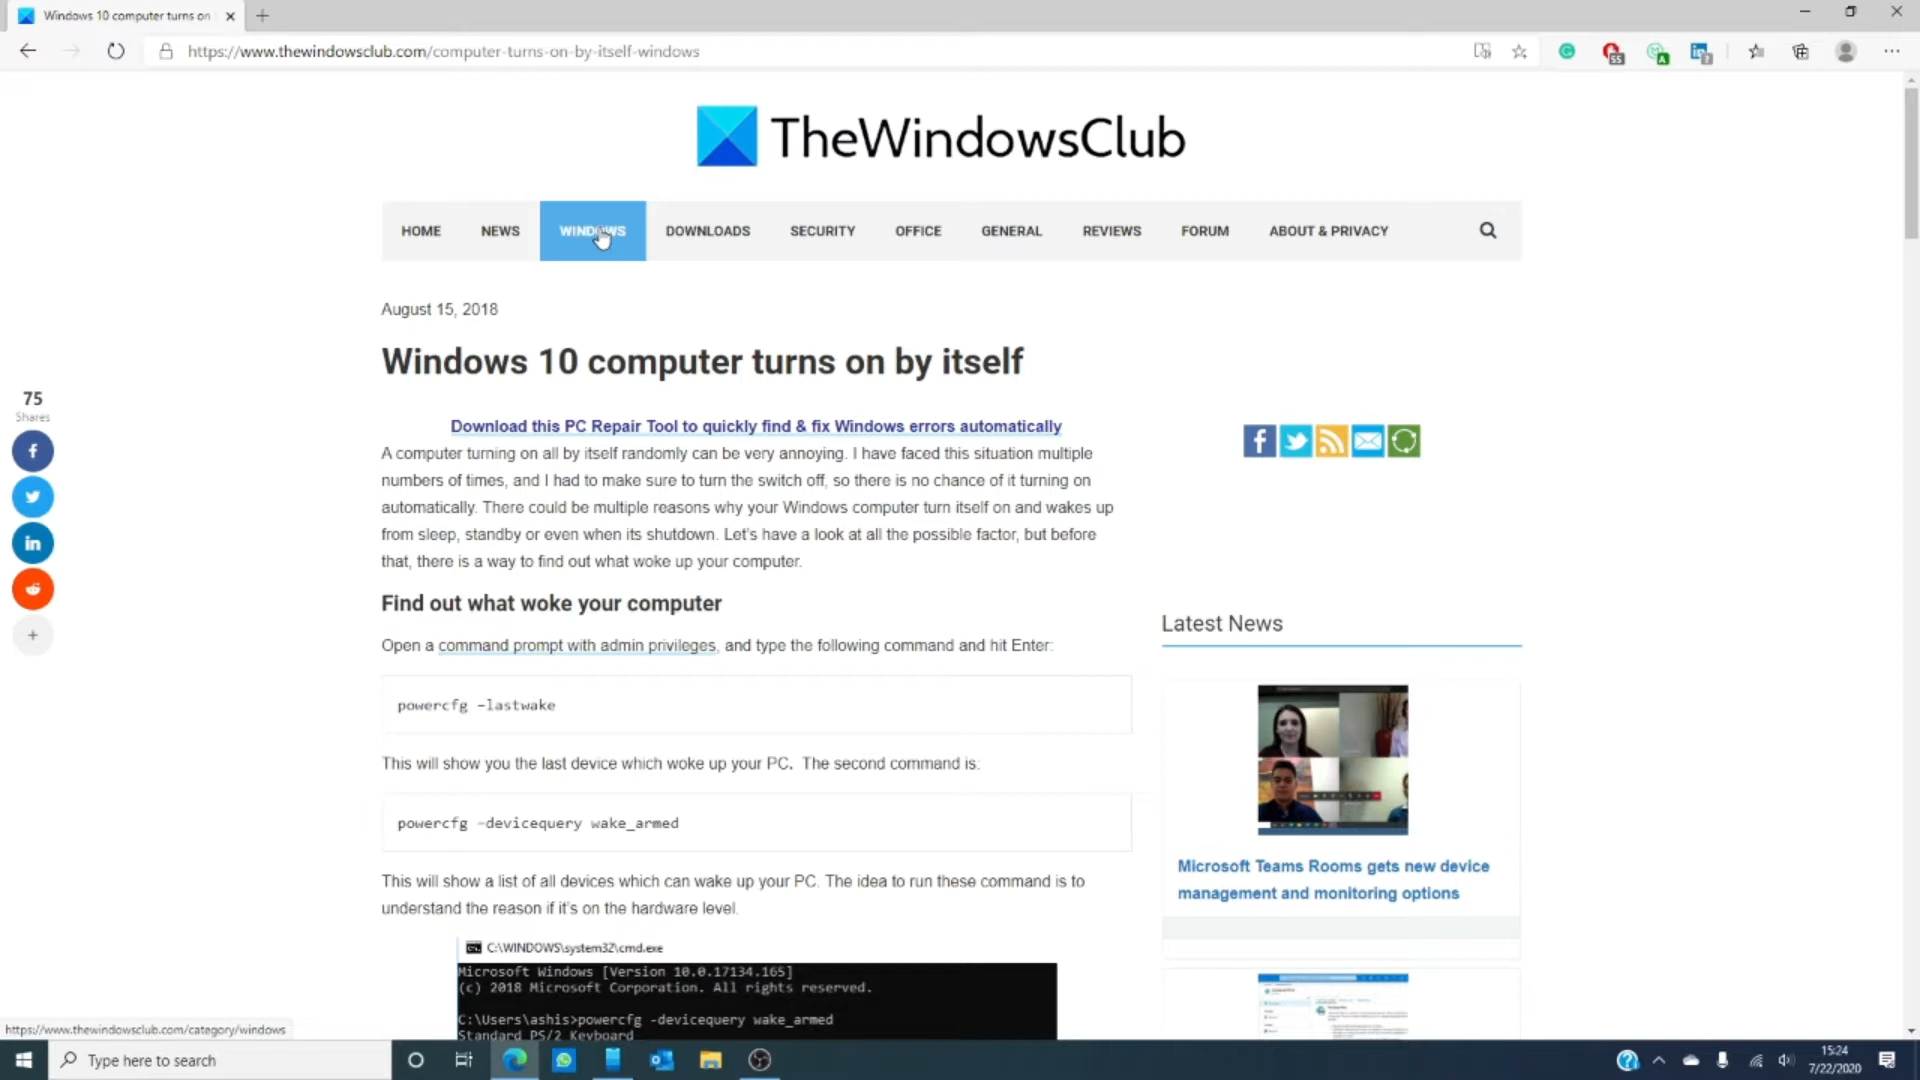 Windows 10 computer turns on
https://www.thewindowsclub.com/computer-turns-on-by-itself-windows
55
A
in
?
TheWindowsClub
HOME NEWS WINDOWS DOWNLOADS SECURITY OFFICE GENERAL REVIEWS FORUM ABOUT & PRIVACY
August 15, 2018
Windows 10 computer turns on by itself
75
Shares
f
in
+
Download this PC Repair Tool to quickly find & fix Windows errors automatically
A computer turning on all by itself randomly can be very annoying. I have faced this situation multiple
numbers of times, and I had to make sure to turn the switch off, so there is no chance of it turning on
automatically. There could be multiple reasons why your Windows computer turn itself on and wakes up
from sleep, standby or even when its shutdown. Let's have a look at all the possible factor, but before
that, there is a way to find out what woke up your computer.
f
Find out what woke your computer
Open a command prompt with admin privileges, and type the following command and hit Enter:
powercfg –lastwake
This will show you the last device which woke up your PC. The second command is:
powercfg –devicequery wake_armed
This will show a list of all devices which can wake up your PC. The idea to run these command is to
understand the reason if it's on the hardware level.
C:\WINDOWS\system32\cmd.exe
Microsoft Windows [Version 10.0.17134.165]
(c) 2018 Microsoft Corporation. All rights reserved.
C:\Users\ashis>powercfg -devicequery wake_armed
Standard PS/2 Keyboard
Latest News
Microsoft Teams Rooms gets new device
management and monitoring options
https://www.thewindowsclub.com/category/windows
Type here to search
?
15:24
7/22/2020